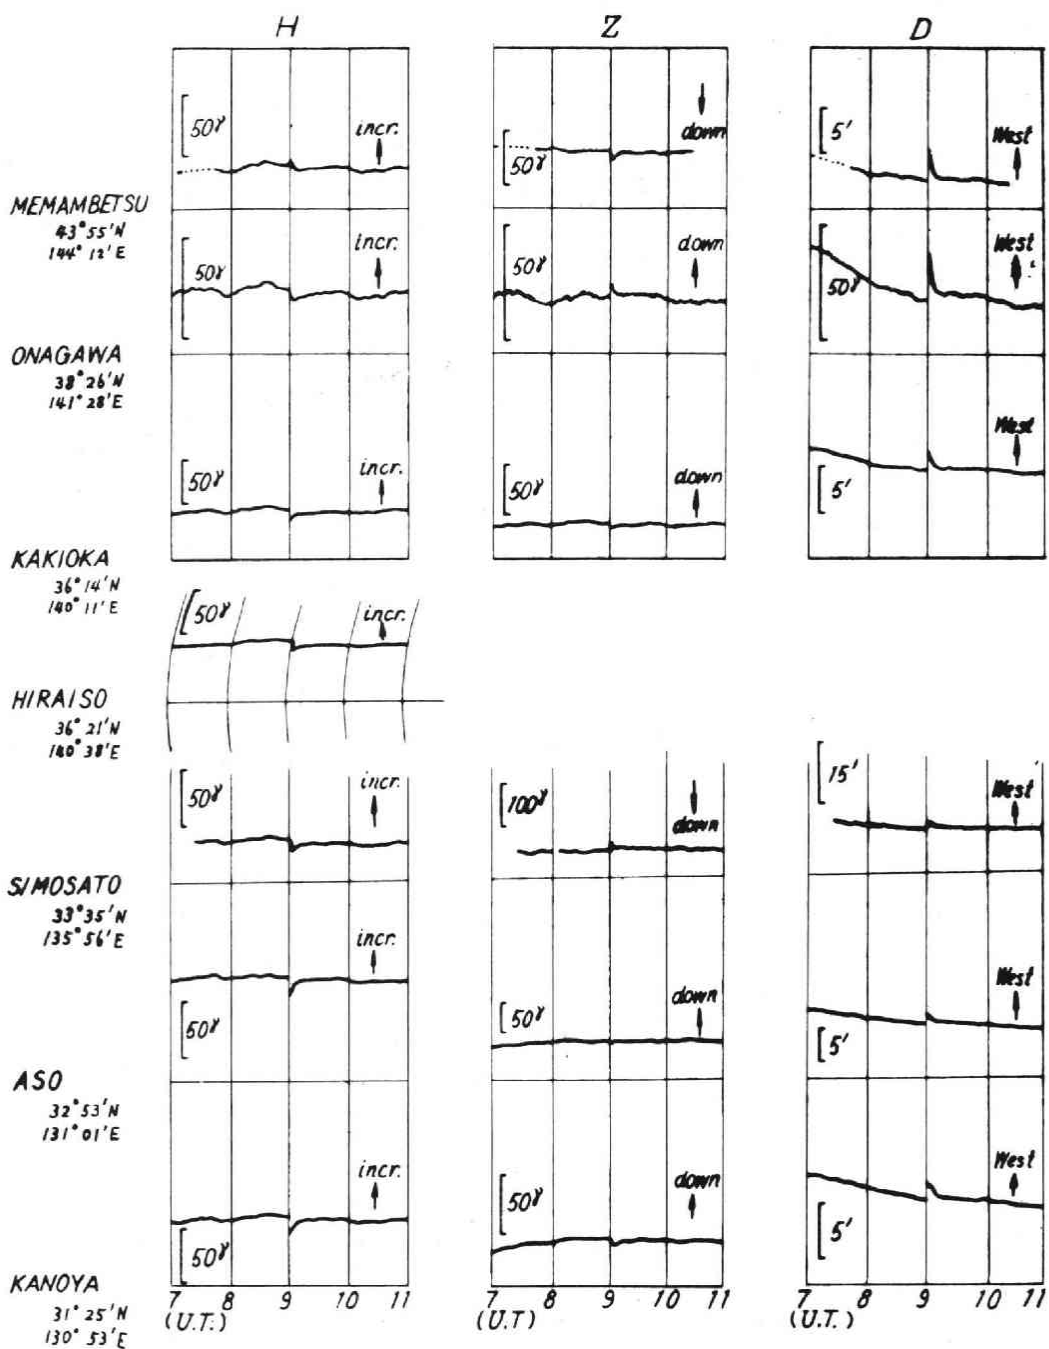 H Z D
50γ incr. 50γ down 5' West
MEMAMBETSU
43°55'N
144°12'E
50γ incr. 50γ down 50γ West
ONAGAWA
38°26'N
141°28'E
50γ incr. 50γ down 5' West
KAKIOKA
36°14'N
140°11'E
50γ incr.
HIRAISO
36°21'N
140°38'E
50γ incr. 100γ down 15' West
SIMOSATO
33°35'N
135°56'E
50γ incr. 50γ down 5' West
ASO
32°53'N
131°01'E
50γ incr. 50γ down 5' West
KANOYA
31°25'N
130°53'E
7 8 9 10 11 7 8 9 10 11 7 8 9 10 11
(U.T.) (U.T) (U.T.)